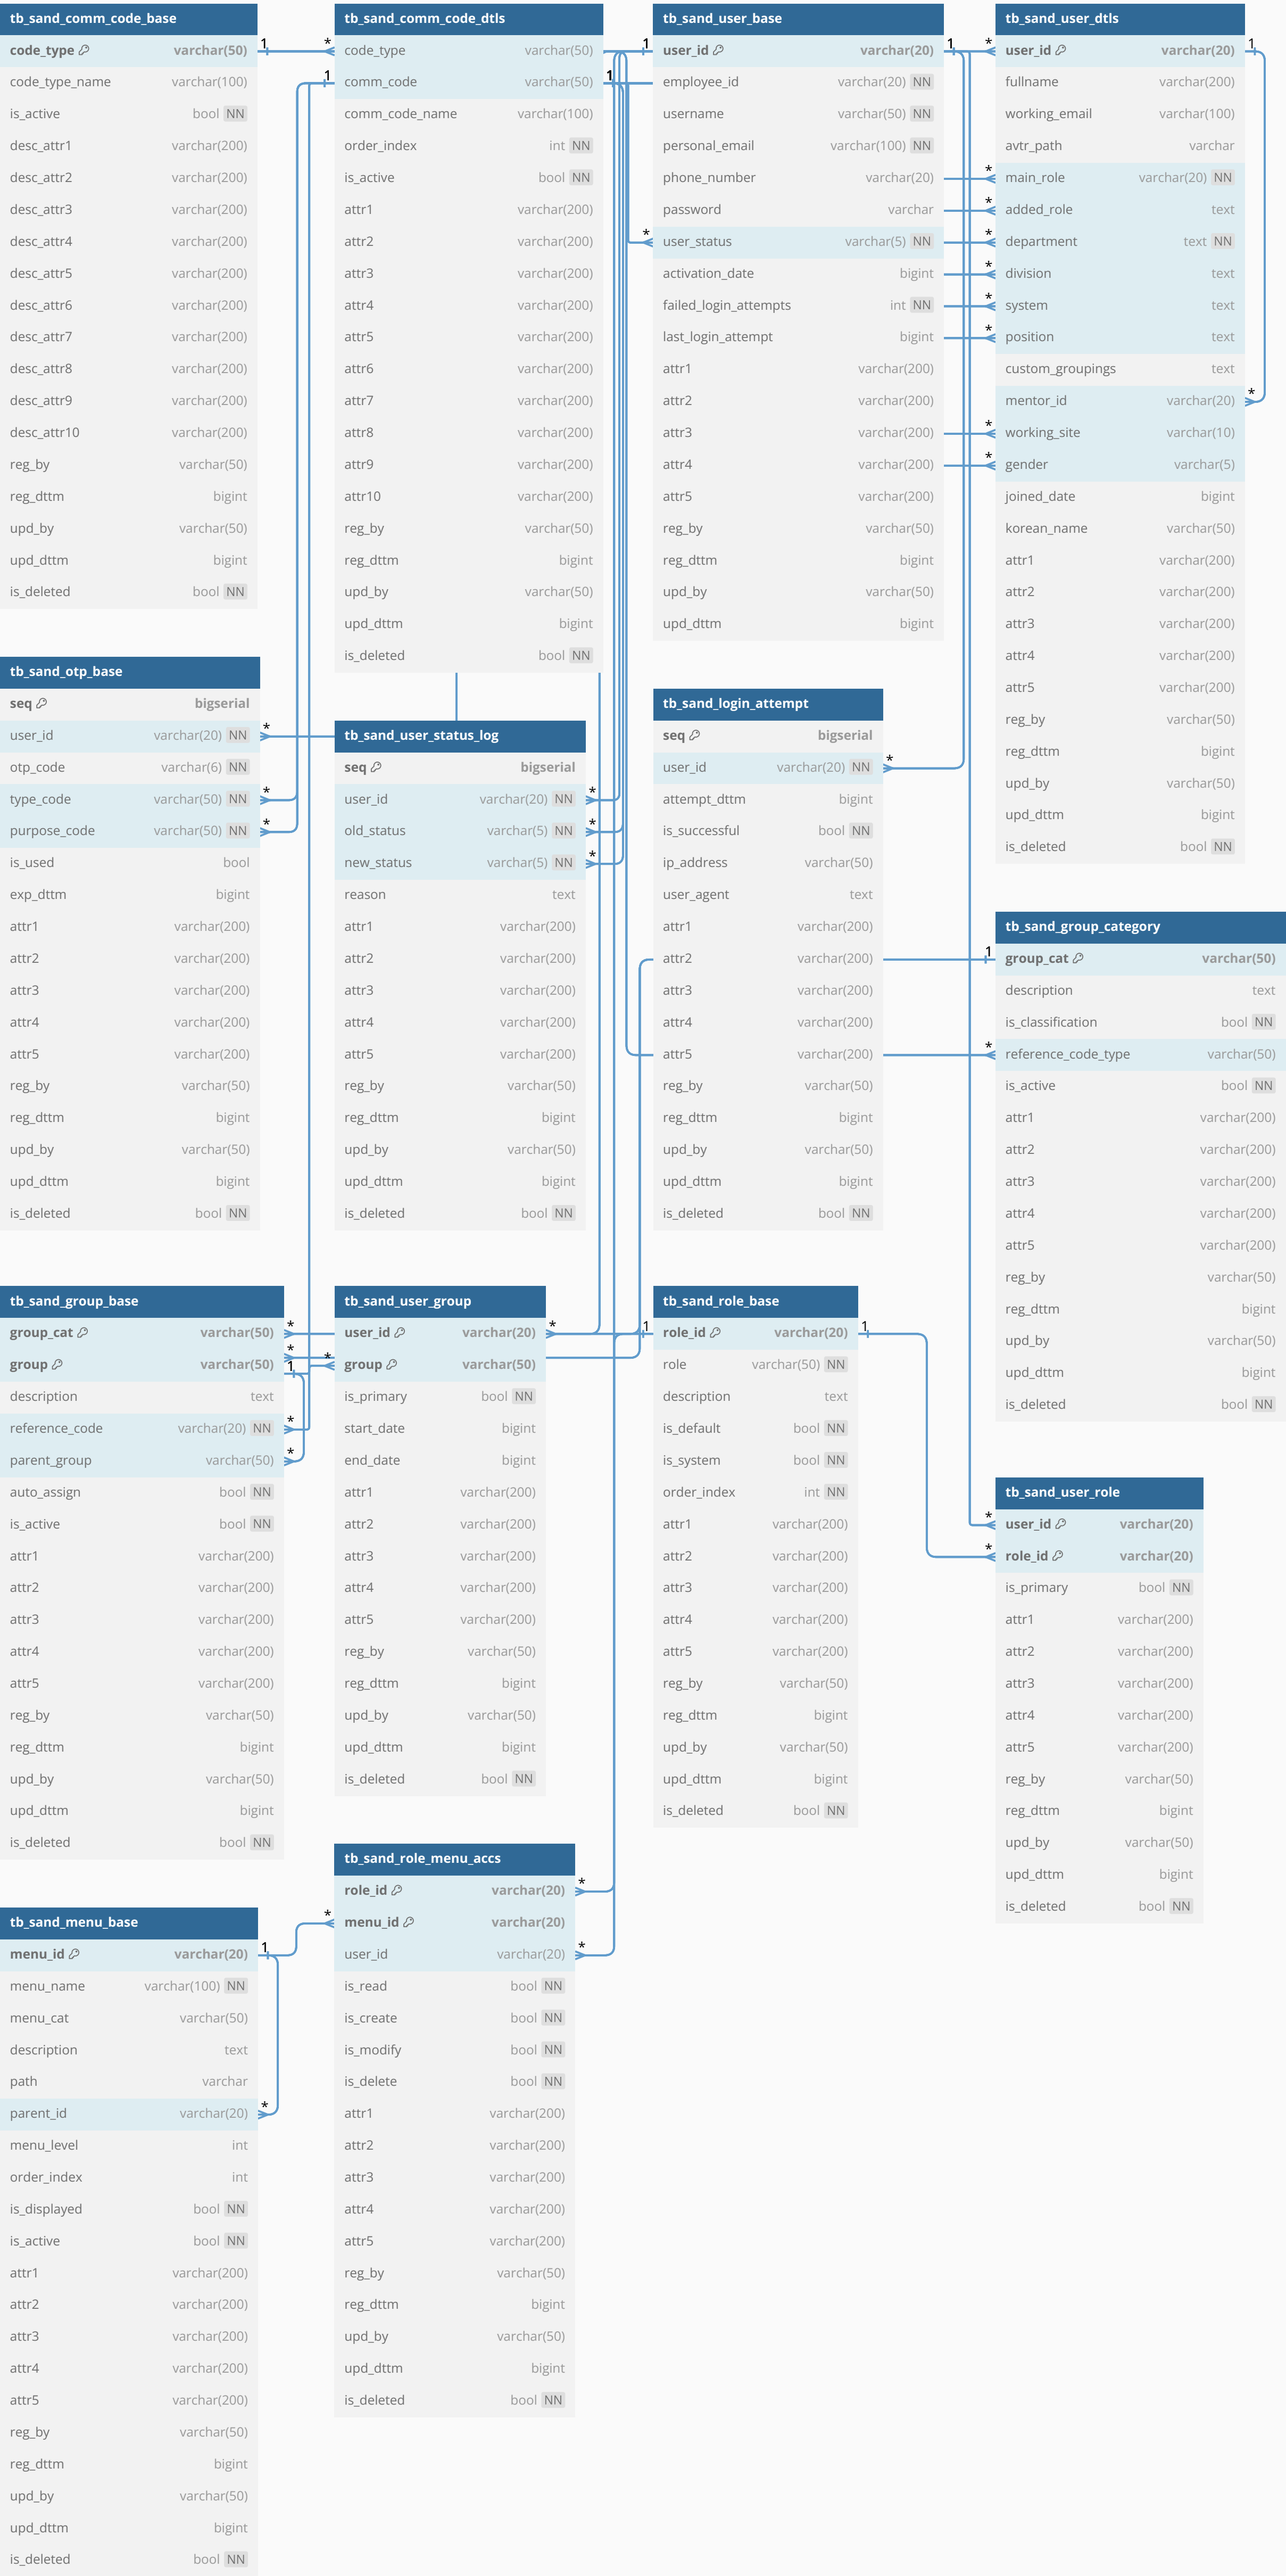 tb_sand_comm_code_base
code_type varchar(50)
code_type_name varchar(100)
is_active bool NN
desc_attr1 varchar(200)
desc_attr2 varchar(200)
desc_attr3 varchar(200)
desc_attr4 varchar(200)
desc_attr5 varchar(200)
desc_attr6 varchar(200)
desc_attr7 varchar(200)
desc_attr8 varchar(200)
desc_attr9 varchar(200)
desc_attr10 varchar(200)
reg_by varchar(50)
reg_dttm bigint
upd_by varchar(50)
upd_dttm bigint
is_deleted bool NN
tb_sand_comm_code_dtls
code_type varchar(50)
comm_code varchar(50)
comm_code_name varchar(100)
order_index int NN
is_active bool NN
attr1 varchar(200)
attr2 varchar(200)
attr3 varchar(200)
attr4 varchar(200)
attr5 varchar(200)
attr6 varchar(200)
attr7 varchar(200)
attr8 varchar(200)
attr9 varchar(200)
attr10 varchar(200)
reg_by varchar(50)
reg_dttm bigint
upd_by varchar(50)
upd_dttm bigint
is_deleted bool NN
tb_sand_user_base
user_id varchar(20)
employee_id varchar(20) NN
username varchar(50) NN
personal_email varchar(100) NN
phone_number varchar(20)
password varchar
user_status varchar(5) NN
activation_date bigint
failed_login_attempts int NN
last_login_attempt bigint
attr1 varchar(200)
attr2 varchar(200)
attr3 varchar(200)
attr4 varchar(200)
attr5 varchar(200)
reg_by varchar(50)
reg_dttm bigint
upd_by varchar(50)
upd_dttm bigint
tb_sand_user_dtls
user_id varchar(20)
fullname varchar(200)
working_email varchar(100)
avtr_path varchar
main_role varchar(20) NN
added_role text
department text NN
division text
system text
position text
custom_groupings text
mentor_id varchar(20)
working_site varchar(10)
gender varchar(5)
joined_date bigint
korean_name varchar(50)
attr1 varchar(200)
attr2 varchar(200)
attr3 varchar(200)
attr4 varchar(200)
attr5 varchar(200)
reg_by varchar(50)
reg_dttm bigint
upd_by varchar(50)
upd_dttm bigint
is_deleted bool NN
tb_sand_otp_base
seq bigserial
user_id varchar(20) NN
otp_code varchar(6) NN
type_code varchar(50) NN
purpose_code varchar(50) NN
is_used bool
exp_dttm bigint
attr1 varchar(200)
attr2 varchar(200)
attr3 varchar(200)
attr4 varchar(200)
attr5 varchar(200)
reg_by varchar(50)
reg_dttm bigint
upd_by varchar(50)
upd_dttm bigint
is_deleted bool NN
tb_sand_user_status_log
seq bigserial
user_id varchar(20) NN
old_status varchar(5) NN
new_status varchar(5) NN
reason text
attr1 varchar(200)
attr2 varchar(200)
attr3 varchar(200)
attr4 varchar(200)
attr5 varchar(200)
reg_by varchar(50)
reg_dttm bigint
upd_by varchar(50)
upd_dttm bigint
is_deleted bool NN
tb_sand_login_attempt
seq bigserial
user_id varchar(20) NN
attempt_dttm bigint
is_successful bool NN
ip_address varchar(50)
user_agent text
attr1 varchar(200)
attr2 varchar(200)
attr3 varchar(200)
attr4 varchar(200)
attr5 varchar(200)
reg_by varchar(50)
reg_dttm bigint
upd_by varchar(50)
upd_dttm bigint
is_deleted bool NN
tb_sand_group_category
group_cat varchar(50)
description text
is_classification bool NN
reference_code_type varchar(50)
is_active bool NN
attr1 varchar(200)
attr2 varchar(200)
attr3 varchar(200)
attr4 varchar(200)
attr5 varchar(200)
reg_by varchar(50)
reg_dttm bigint
upd_by varchar(50)
upd_dttm bigint
is_deleted bool NN
tb_sand_group_base
group_cat varchar(50)
group varchar(50)
description text
reference_code varchar(20) NN
parent_group varchar(50)
auto_assign bool NN
is_active bool NN
attr1 varchar(200)
attr2 varchar(200)
attr3 varchar(200)
attr4 varchar(200)
attr5 varchar(200)
reg_by varchar(50)
reg_dttm bigint
upd_by varchar(50)
upd_dttm bigint
is_deleted bool NN
tb_sand_user_group
user_id varchar(20)
group varchar(50)
is_primary bool NN
start_date bigint
end_date bigint
attr1 varchar(200)
attr2 varchar(200)
attr3 varchar(200)
attr4 varchar(200)
attr5 varchar(200)
reg_by varchar(50)
reg_dttm bigint
upd_by varchar(50)
upd_dttm bigint
is_deleted bool NN
tb_sand_role_base
role_id varchar(20)
role varchar(50) NN
description text
is_default bool NN
is_system bool NN
order_index int NN
attr1 varchar(200)
attr2 varchar(200)
attr3 varchar(200)
attr4 varchar(200)
attr5 varchar(200)
reg_by varchar(50)
reg_dttm bigint
upd_by varchar(50)
upd_dttm bigint
is_deleted bool NN
tb_sand_user_role
user_id varchar(20)
role_id varchar(20)
is_primary bool NN
attr1 varchar(200)
attr2 varchar(200)
attr3 varchar(200)
attr4 varchar(200)
attr5 varchar(200)
reg_by varchar(50)
reg_dttm bigint
upd_by varchar(50)
upd_dttm bigint
is_deleted bool NN
tb_sand_role_menu_accs
role_id varchar(20)
menu_id varchar(20)
user_id varchar(20)
is_read bool NN
is_create bool NN
is_modify bool NN
is_delete bool NN
attr1 varchar(200)
attr2 varchar(200)
attr3 varchar(200)
attr4 varchar(200)
attr5 varchar(200)
reg_by varchar(50)
reg_dttm bigint
upd_by varchar(50)
upd_dttm bigint
is_deleted bool NN
tb_sand_menu_base
menu_id varchar(20)
menu_name varchar(100) NN
menu_cat varchar(50)
description text
path varchar
parent_id varchar(20)
menu_level int
order_index int
is_displayed bool NN
is_active bool NN
attr1 varchar(200)
attr2 varchar(200)
attr3 varchar(200)
attr4 varchar(200)
attr5 varchar(200)
reg_by varchar(50)
reg_dttm bigint
upd_by varchar(50)
upd_dttm bigint
is_deleted bool NN